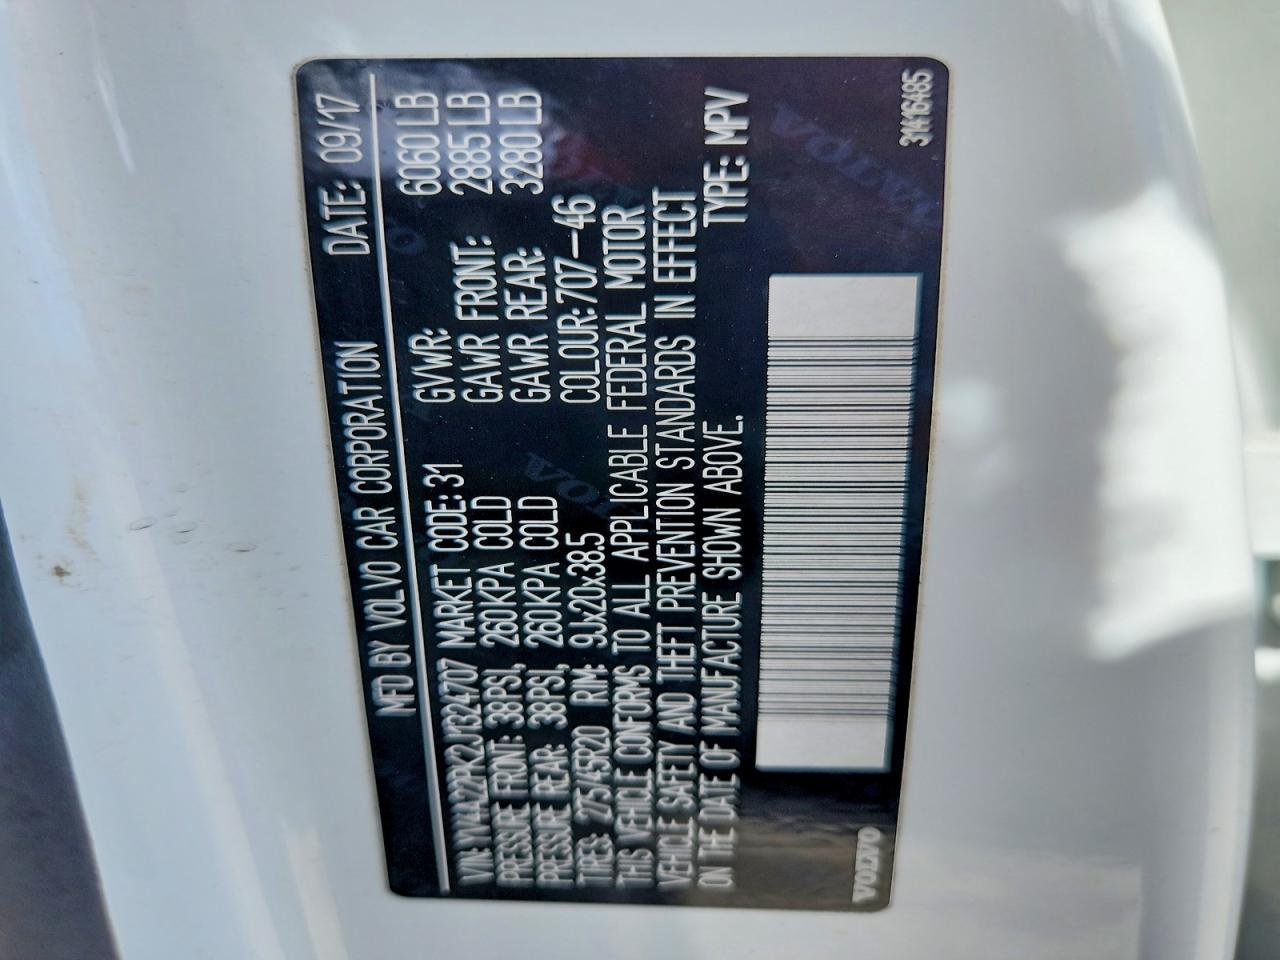 MFD BY VOLVO CAR CORPORATION DATE: 09/17
VIN: YV4A22PK2J1324707 MARKET CODE: 31 GVWR: 6060 LB
PRESSURE FRONT: 38PSI, 260KPA COLD GAWR FRONT: 2885 LB
PRESSURE REAR: 38PSI, 260KPA COLD GAWR REAR: 3280 LB
TIRES: 275/45R20 RIM: 9Jx20x38.5 COLOUR: 707-46
THIS VEHICLE CONFORMS TO ALL APPLICABLE FEDERAL MOTOR
VEHICLE SAFETY AND THEFT PREVENTION STANDARDS IN EFFECT
ON THE DATE OF MANUFACTURE SHOWN ABOVE. TYPE: MPV
VOLVO 31416485